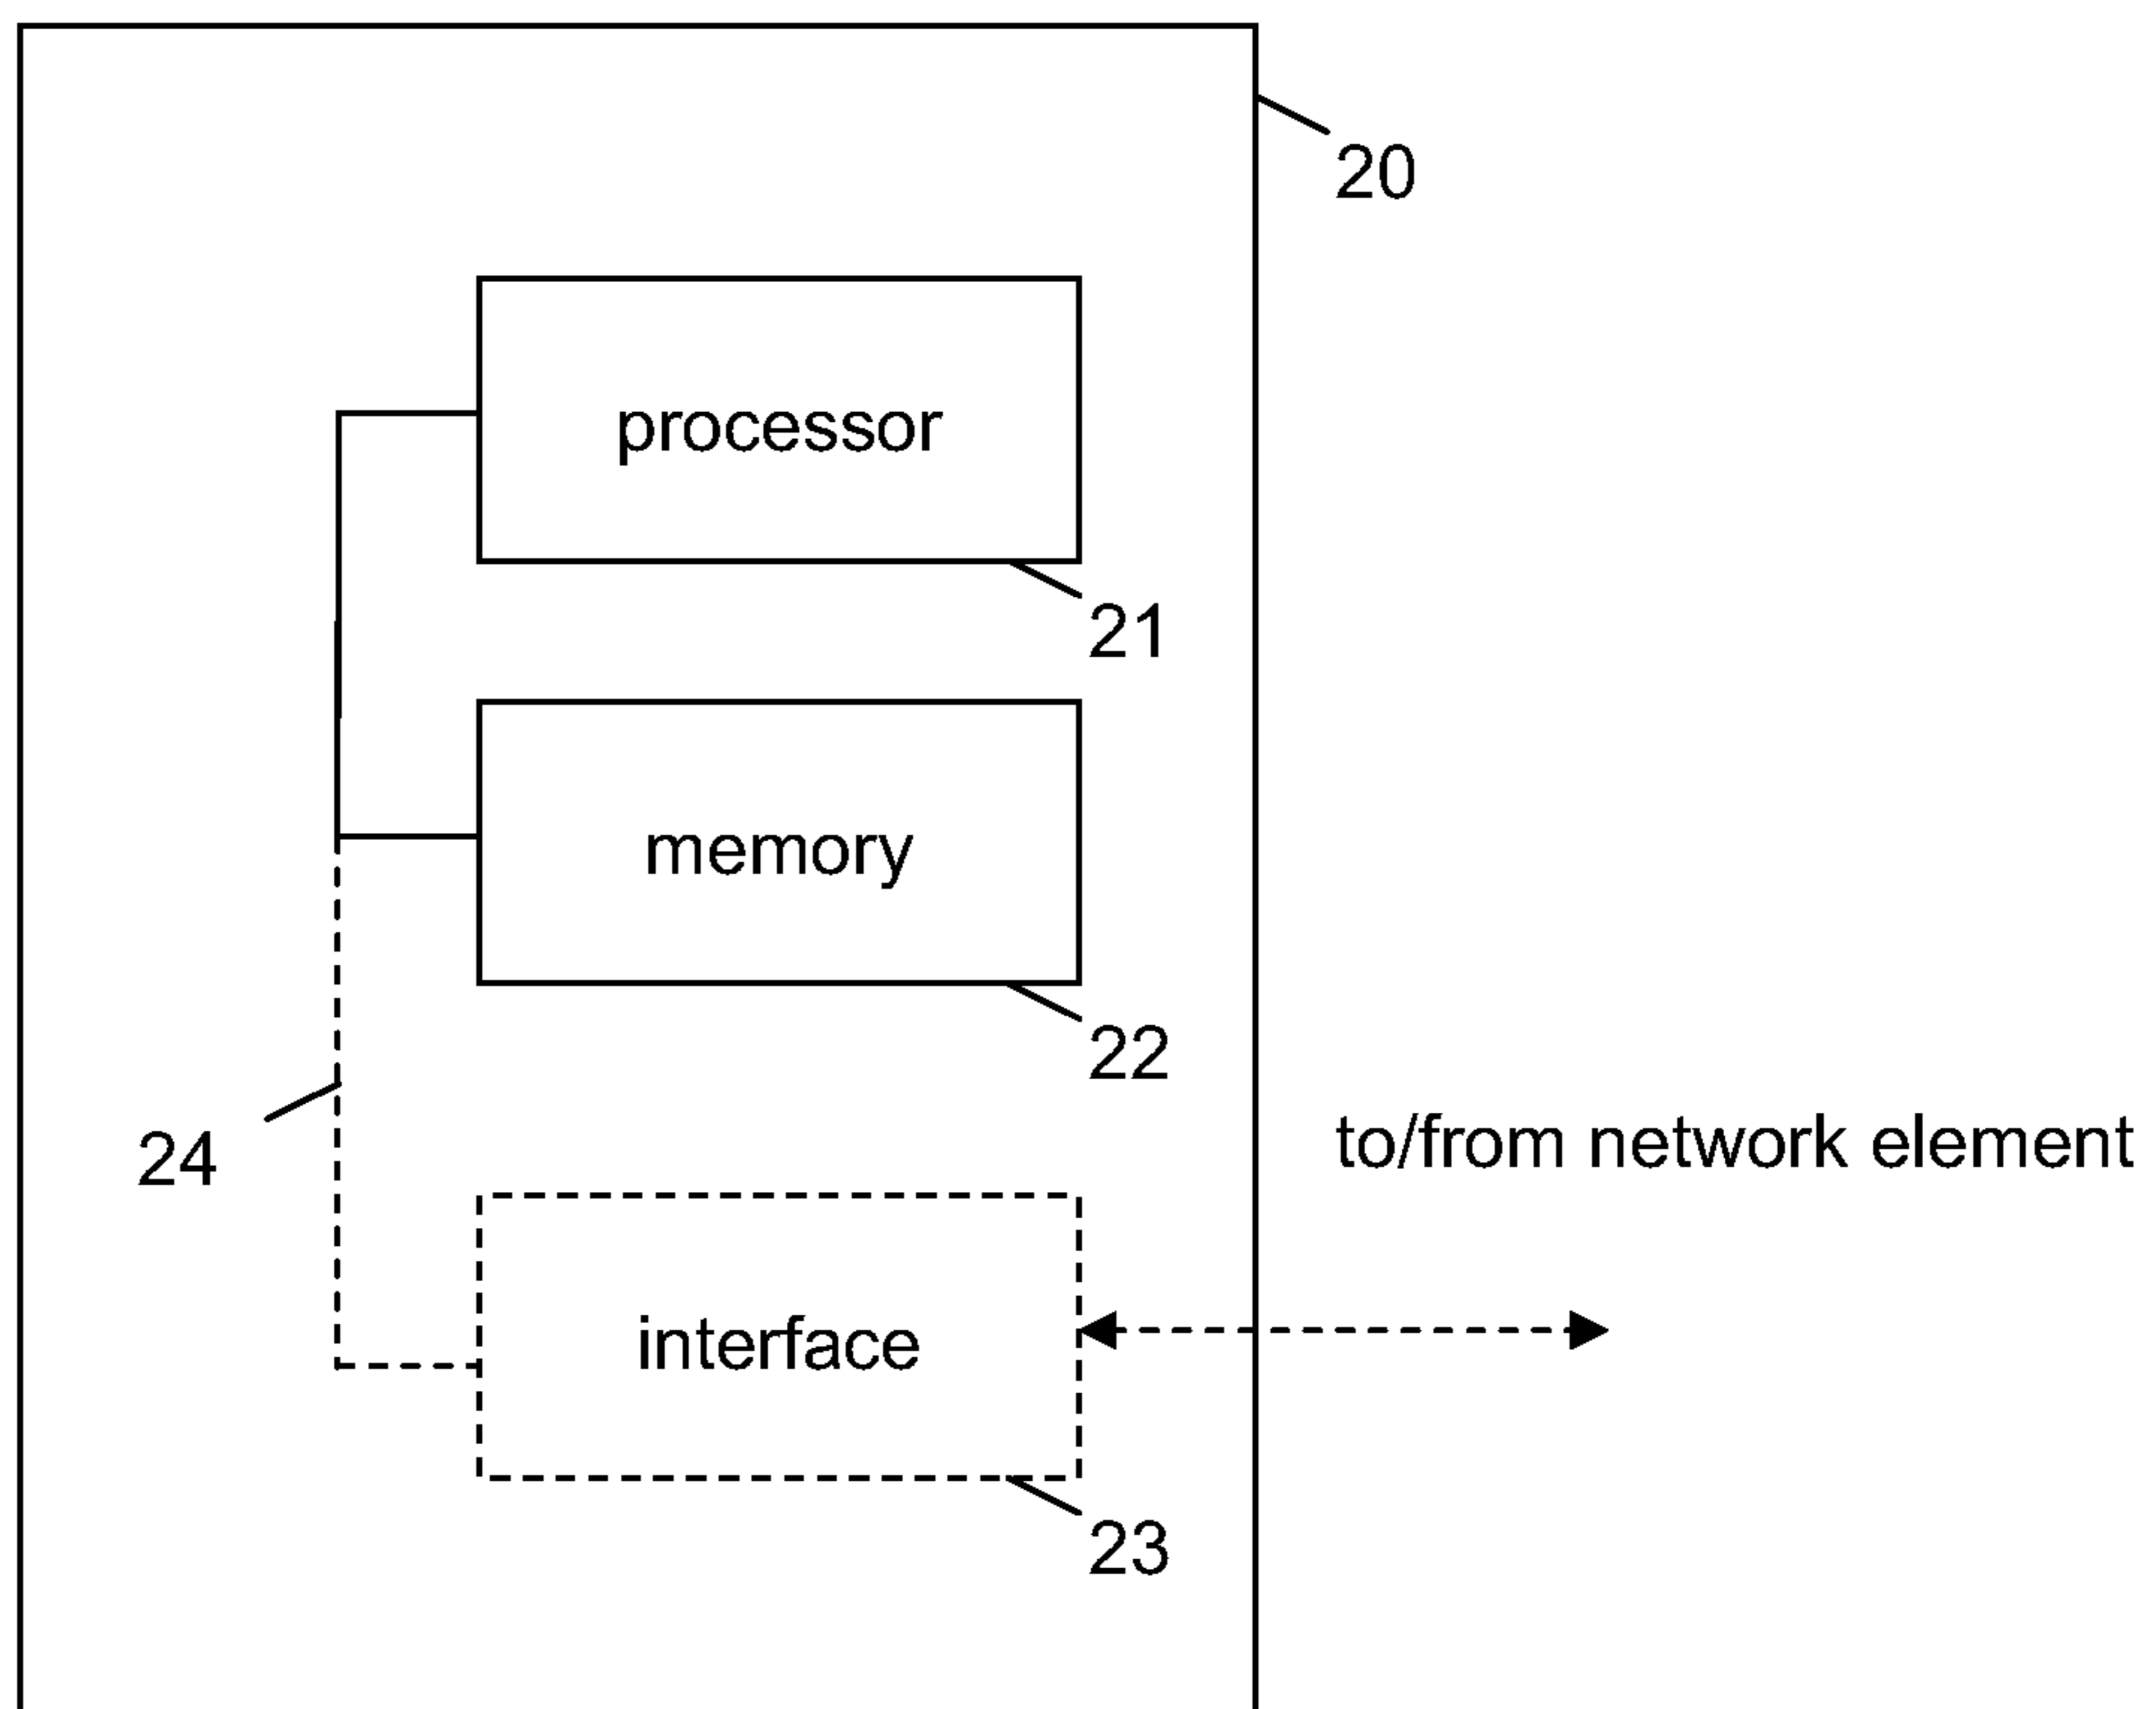 20
processor
21
memory
22
24
to/from network element
interface
23